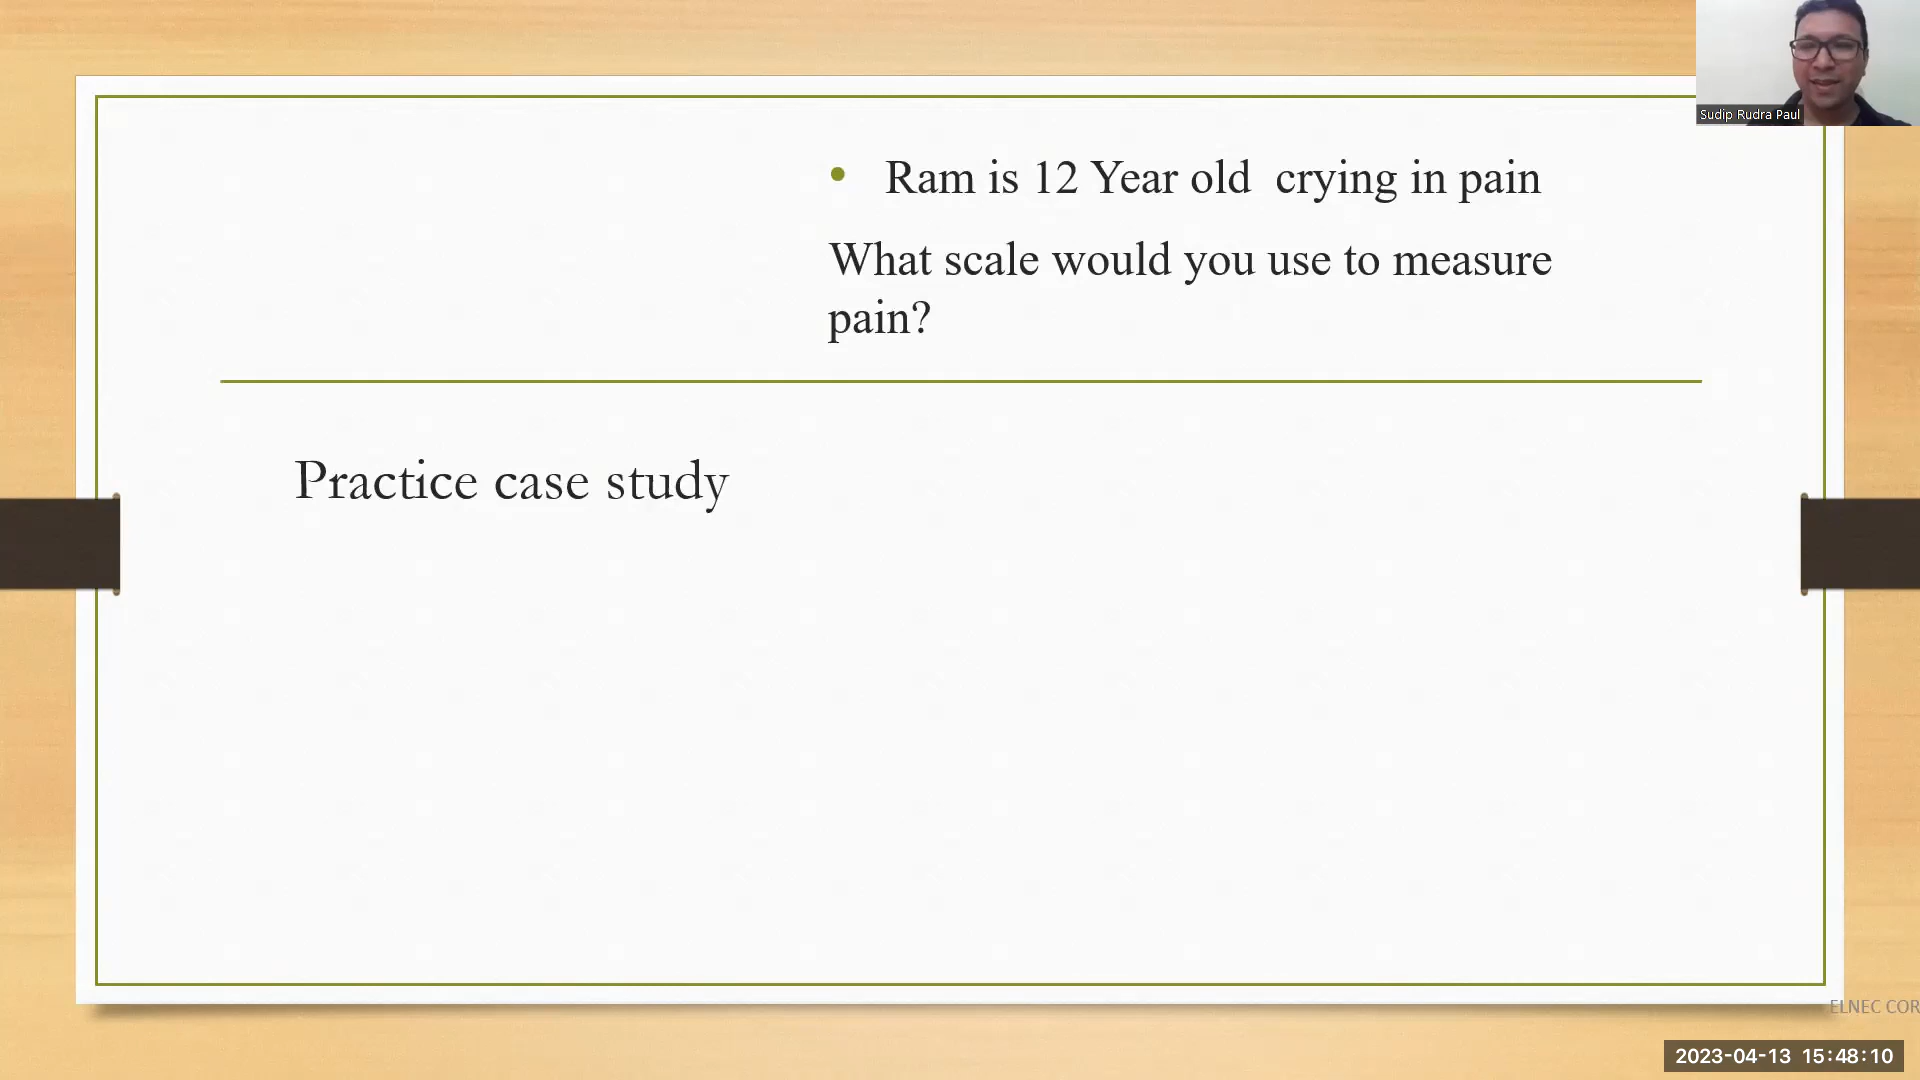 Sudip Rudra Paul
Ram is 12 Year old crying in pain
What scale would you use to measure
pain?
Practice case study
ELNEC COR
2023-04-13 15:48:10